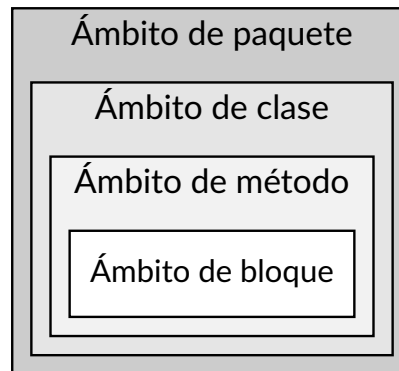 Ámbito de paquete
Ámbito de clase
Ámbito de método
Ámbito de bloque